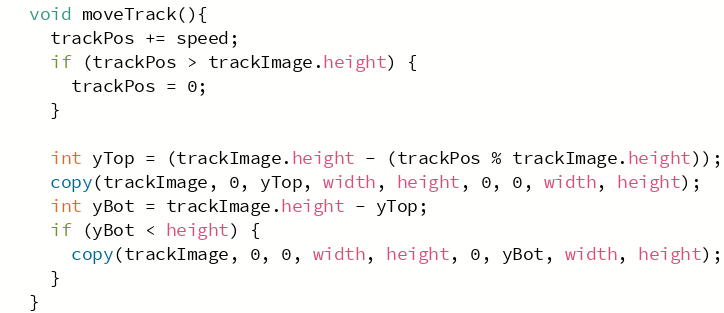 void moveTrack(){
  trackPos += speed;
  if (trackPos > trackImage.height) {
    trackPos = 0;
  }

  int yTop = (trackImage.height - (trackPos % trackImage.height));
  copy(trackImage, 0, yTop, width, height, 0, 0, width, height);
  int yBot = trackImage.height - yTop;
  if (yBot < height) {
    copy(trackImage, 0, 0, width, height, 0, yBot, width, height);
  }
}